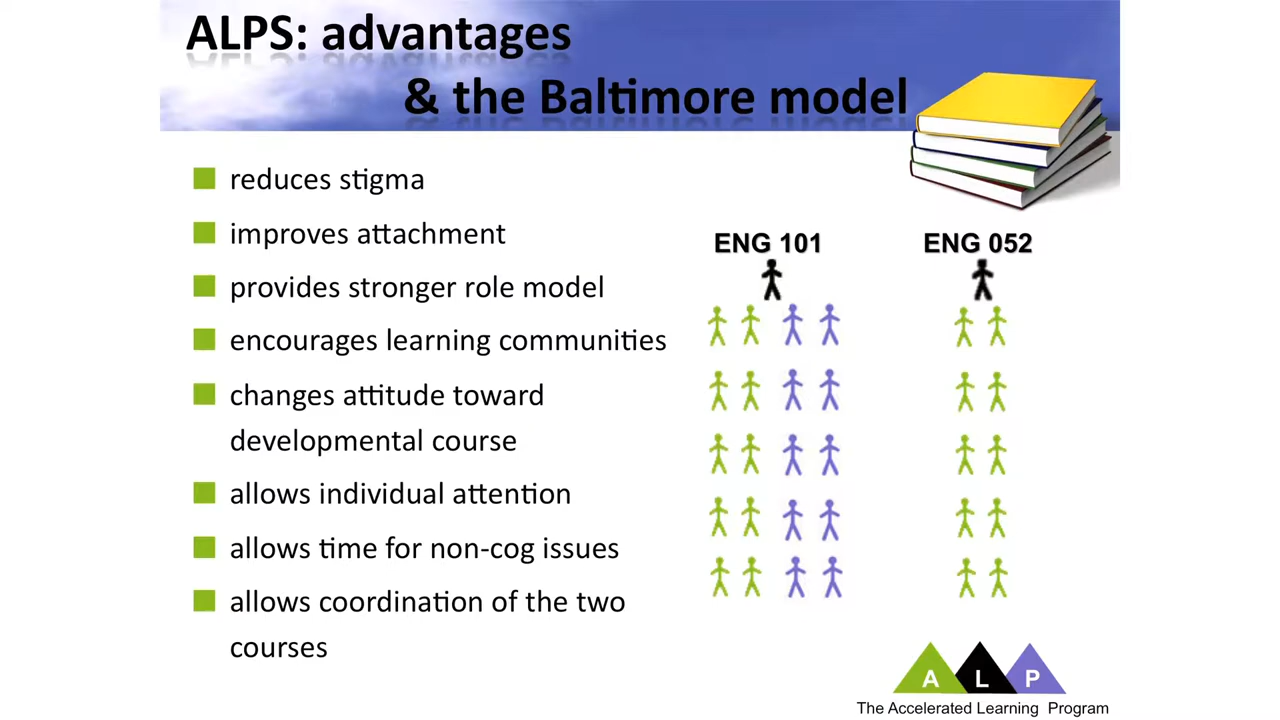 ALPS: advantages
& the Baltimore model
reduces stigma
improves attachment
provides stronger role model
encourages learning communities
changes attitude toward
developmental course
allows individual attention
allows time for non-cog issues
allows coordination of the two
courses
ENG 101
ENG 052
A L P
The Accelerated Learning Program